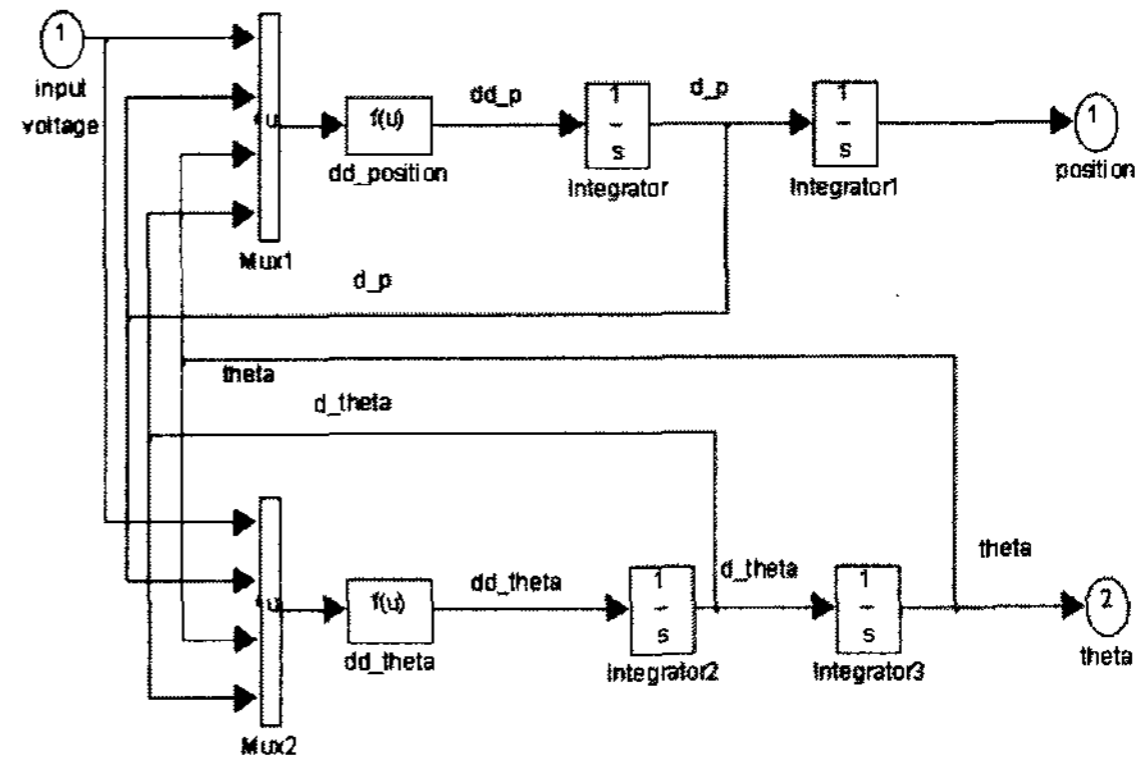 1
input
voltage
u
Mux1
f(u)
dd_position
dd_p
1
s
Integrator
d_p
1
s
Integrator1
1
position
d_p
theta
d_theta
u
Mux2
f(u)
dd_theta
dd_theta
1
s
Integrator2
d_theta
1
s
Integrator3
theta
2
theta